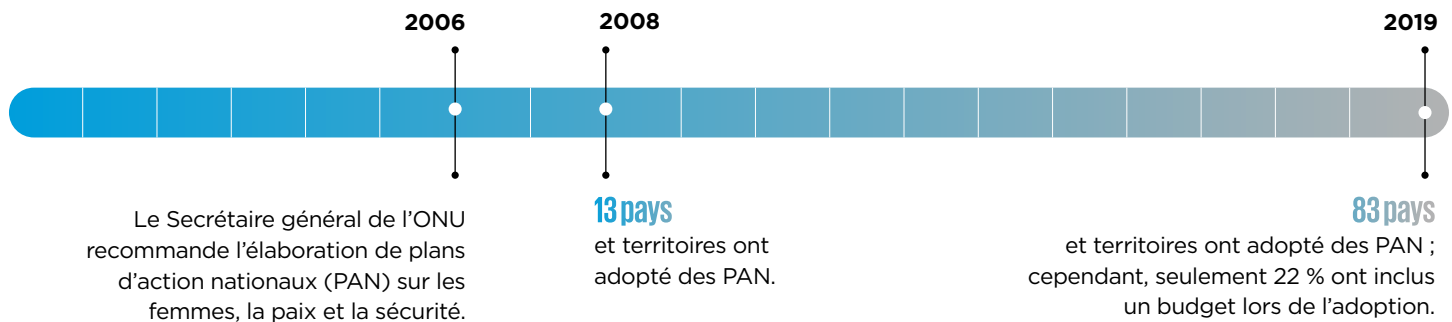 2006
Le Secrétaire général de l’ONU
recommande l’élaboration de plans
d’action nationaux (PAN) sur les
femmes, la paix et la sécurité.
2008
13 pays
et territoires ont
adopté des PAN.
2019
83 pays
et territoires ont adopté des PAN ;
cependant, seulement 22 % ont inclus
un budget lors de l’adoption.